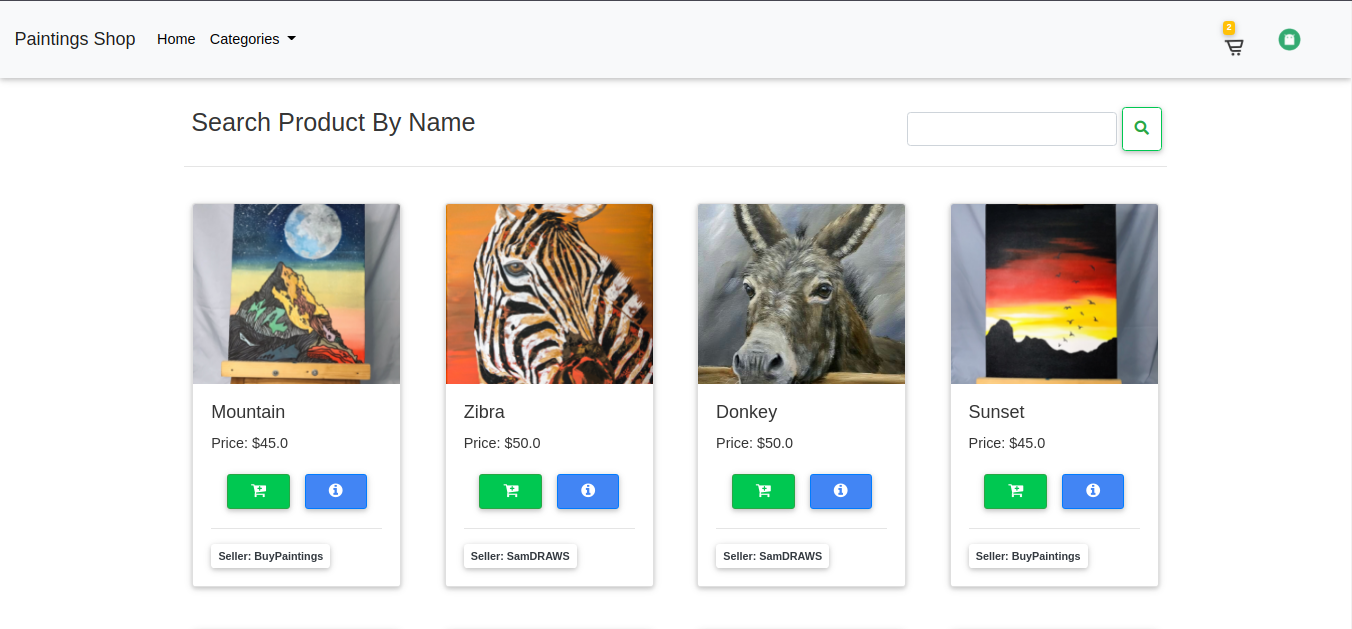 Paintings Shop Home Categories 2
Search Product By Name
Mountain
Price: $45.0
Seller: BuyPaintings
Zibra
Price: $50.0
Seller: SamDRAWS
Donkey
Price: $50.0
Seller: SamDRAWS
Sunset
Price: $45.0
Seller: BuyPaintings